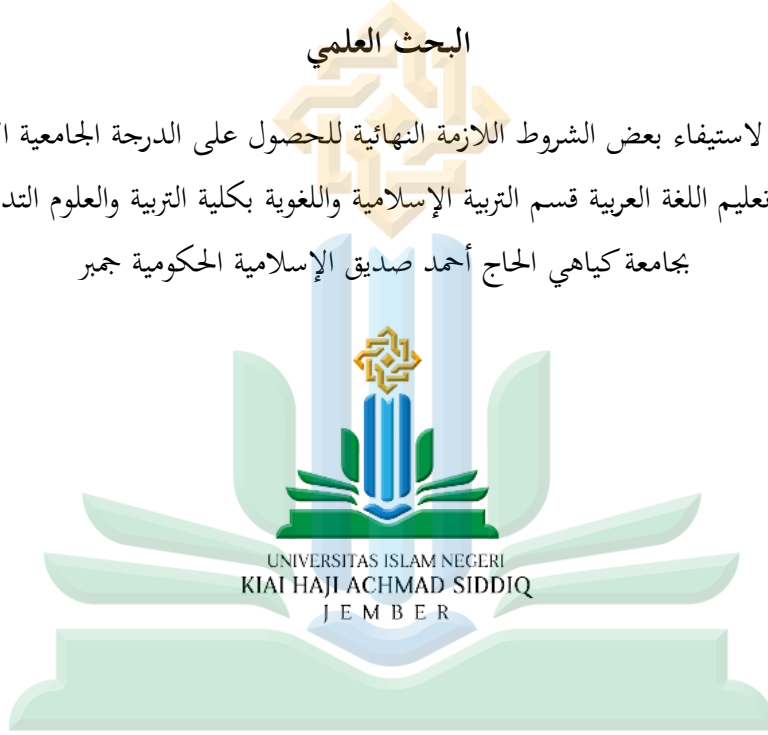 البحث العلمي
لاستيفاء بعض الشروط اللازمة النهائية للحصول على الدرجة الجامعية
تعليم اللغة العربية قسم التربية الإسلامية واللغوية بكلية التربية والعلوم
بجامعة كياهي الحاج أحمد صديق الإسلامية الحكومية جمبر
UNIVERSITAS ISLAM NEGERI
KIAI HAJI ACHMAD SIDDIQ
JEMBER